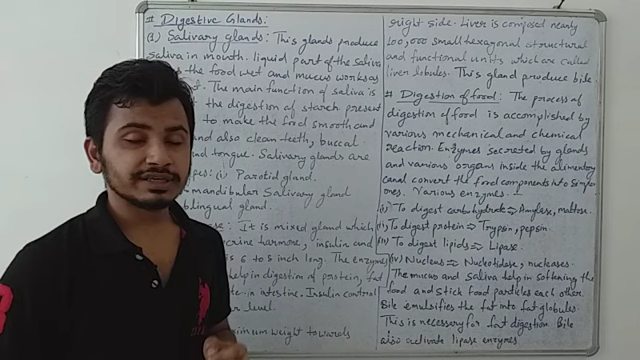 # Digestive Glands:
(1) Salivary glands: This glands produce
saliva in mouth. liquid part of the saliva
the food wet and mucus works as
The main function of saliva is
the digestion of starch present
to make the food smooth and
and also clean teeth, buccal
and tongue. Salivary glands are
(i) Parotid gland.
mandibular Salivary gland
blingual gland.
It is mixed gland which
harmone, insulin and
is 6 to 8 inch long. The enzymes
help in digestion of protein, fat
in intestine. Insulin control
level.
ximum weight towards
right side. Liver is composed nearly
100,000 small hexagonal structural
and functional units which are called
liver lobules. This gland produce bile.
# Digestion of food: The process of
digestion of food is accomplished by
various mechanical and chemical
reaction. Enzymes secreted by glands
and various organs inside the alimentary
canal convert the food components into Simple
ones. Various enzymes -
(i) To digest carbohydrate ⇒ Amylase, maltose.
(ii) To digest protein ⇒ Trypsin, pepsin.
(iii) To digest lipids ⇒ Lipase.
(iv) Nucleus ⇒ Nucleotidase, nucleases.
The mucus and saliva help in softening the
food and stick food particles each other.
Bile emulsifies the fat into fat globules.
This is necessary for fat digestion Bile
also activate lipase enzymes